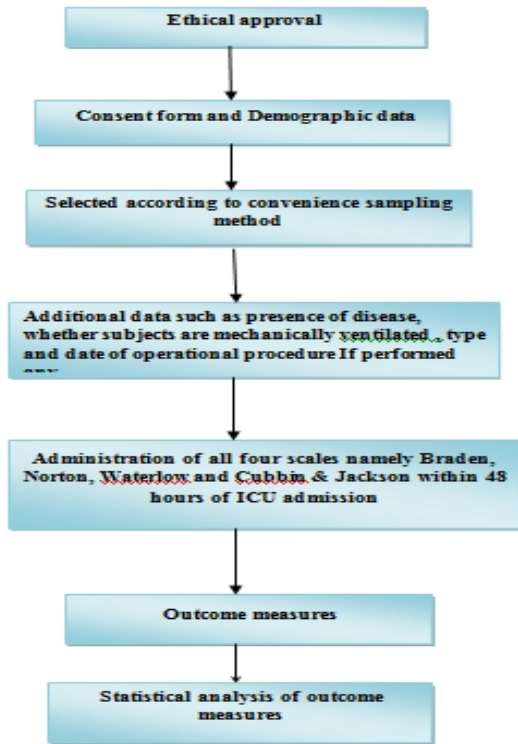 Ethical approval
Consent form and Demographic data
Selected according to convenience sampling
method
Additional data such as presence of disease,
whether subjects are mechanically ventilated , type
and date of operational procedure If performed
Administration of all four scales namely Braden,
Norton, Waterlow and Cubbin & Jackson within 48
hours of ICU admission
Outcome measures
Statistical analysis of outcome
measures